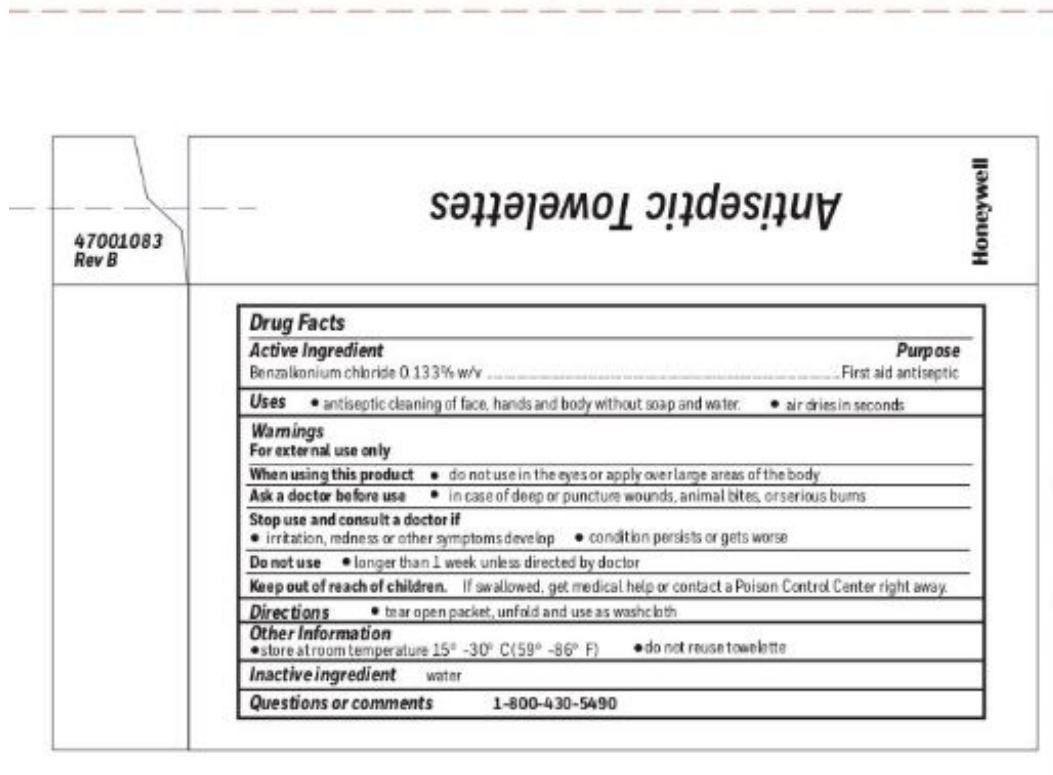 Antiseptic Towelettes
Honeywell
47001083
Rev B
Drug Facts
Active Ingredient Purpose
Benzalkonium chloride 0.133% w/v ........................................ First aid antiseptic
Uses • antiseptic cleaning of face, hands and body without soap and water. • air dries in seconds
Warnings
For external use only
When using this product • do not use in the eyes or apply over large areas of the body
Ask a doctor before use • in case of deep or puncture wounds, animal bites, or serious burns
Stop use and consult a doctor if
• irritation, redness or other symptoms develop • condition persists or gets worse
Do not use • longer than 1 week unless directed by doctor
Keep out of reach of children. If swallowed, get medical help or contact a Poison Control Center right away.
Directions • tear open packet, unfold and use as washcloth
Other Information
• store at room temperature 15° -30° C(59° -86° F) • do not reuse towelette
Inactive ingredient water
Questions or comments 1-800-430-5490